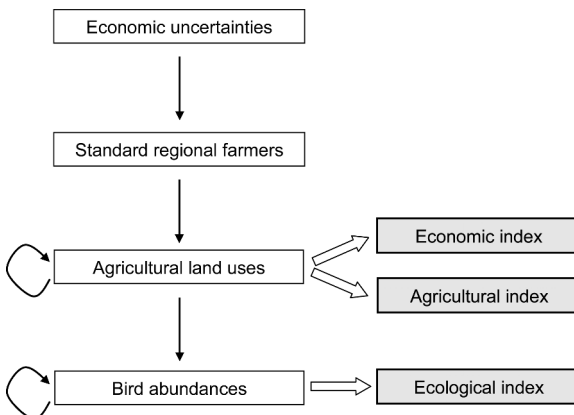 Economic uncertainties
Standard regional farmers
Economic index
Agricultural land uses
Agricultural index
Bird abundances
Ecological index